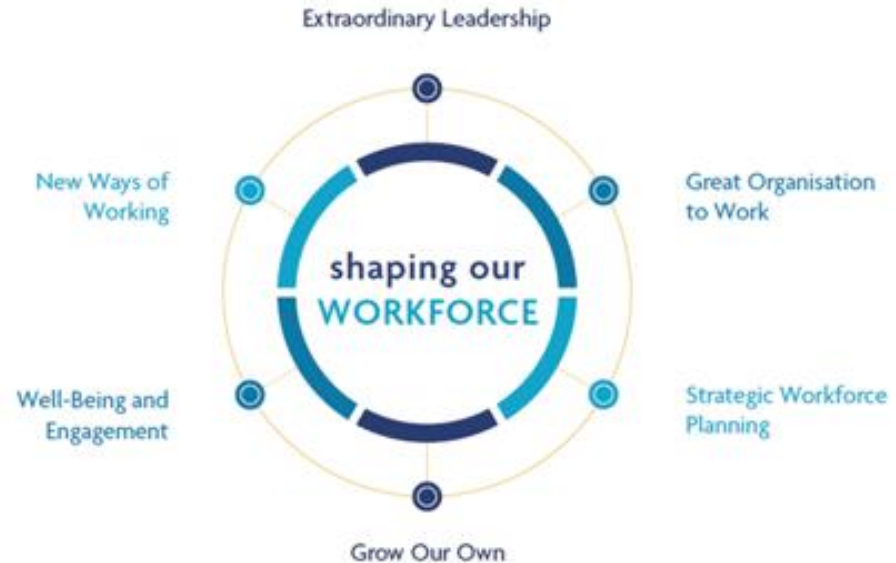 Extraordinary Leadership
New Ways of
Working
Great Organisation
to Work
shaping our
WORKFORCE
Well-Being and
Engagement
Strategic Workforce
Planning
Grow Our Own